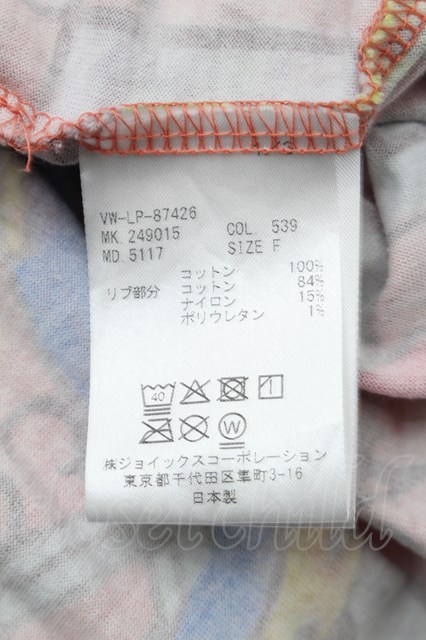 VW-LP-87426
MK. 249015 COL. 539
MD. 5117 SIZE F
コットン 100%
リブ部分 コットン 84%
ナイロン 15%
ポリウレタン 1%
40
W
株ジョイックスコーポレーション
東京都千代田区隼町3-16
日本製